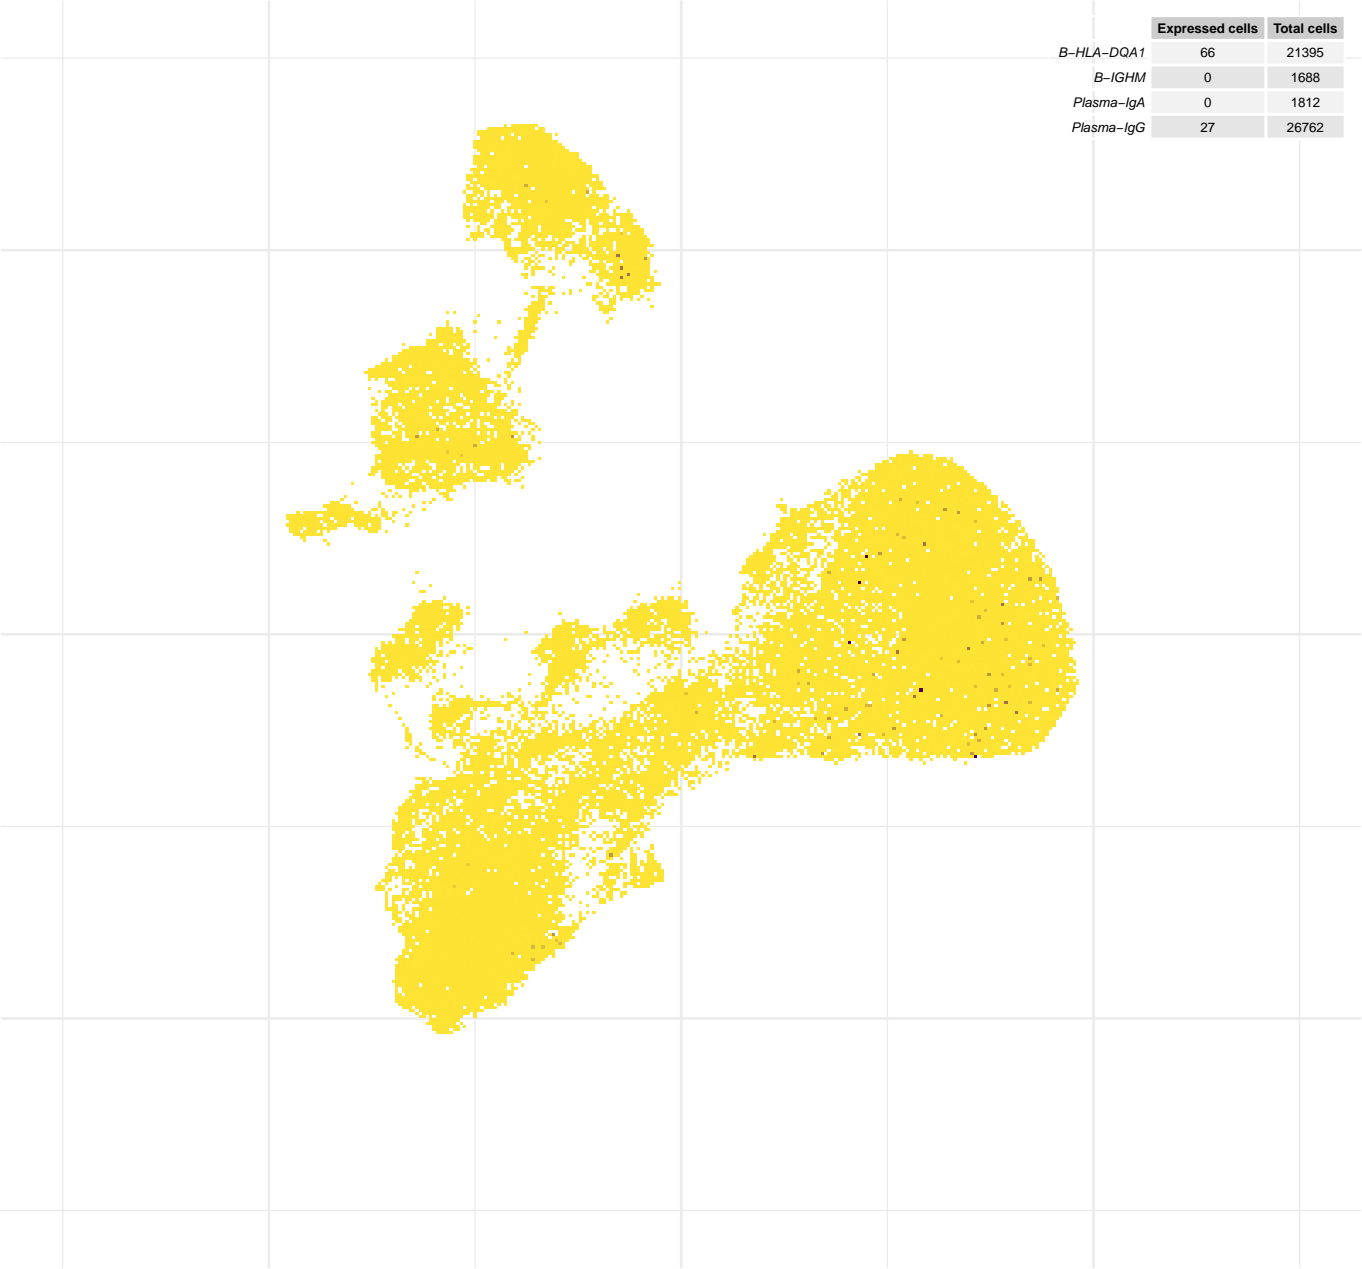 Expressed cells Total cells
B−HLA−DQA1 66 21395
B−IGHM 0 1688
Plasma−IgA 0 1812
Plasma−IgG 27 26762